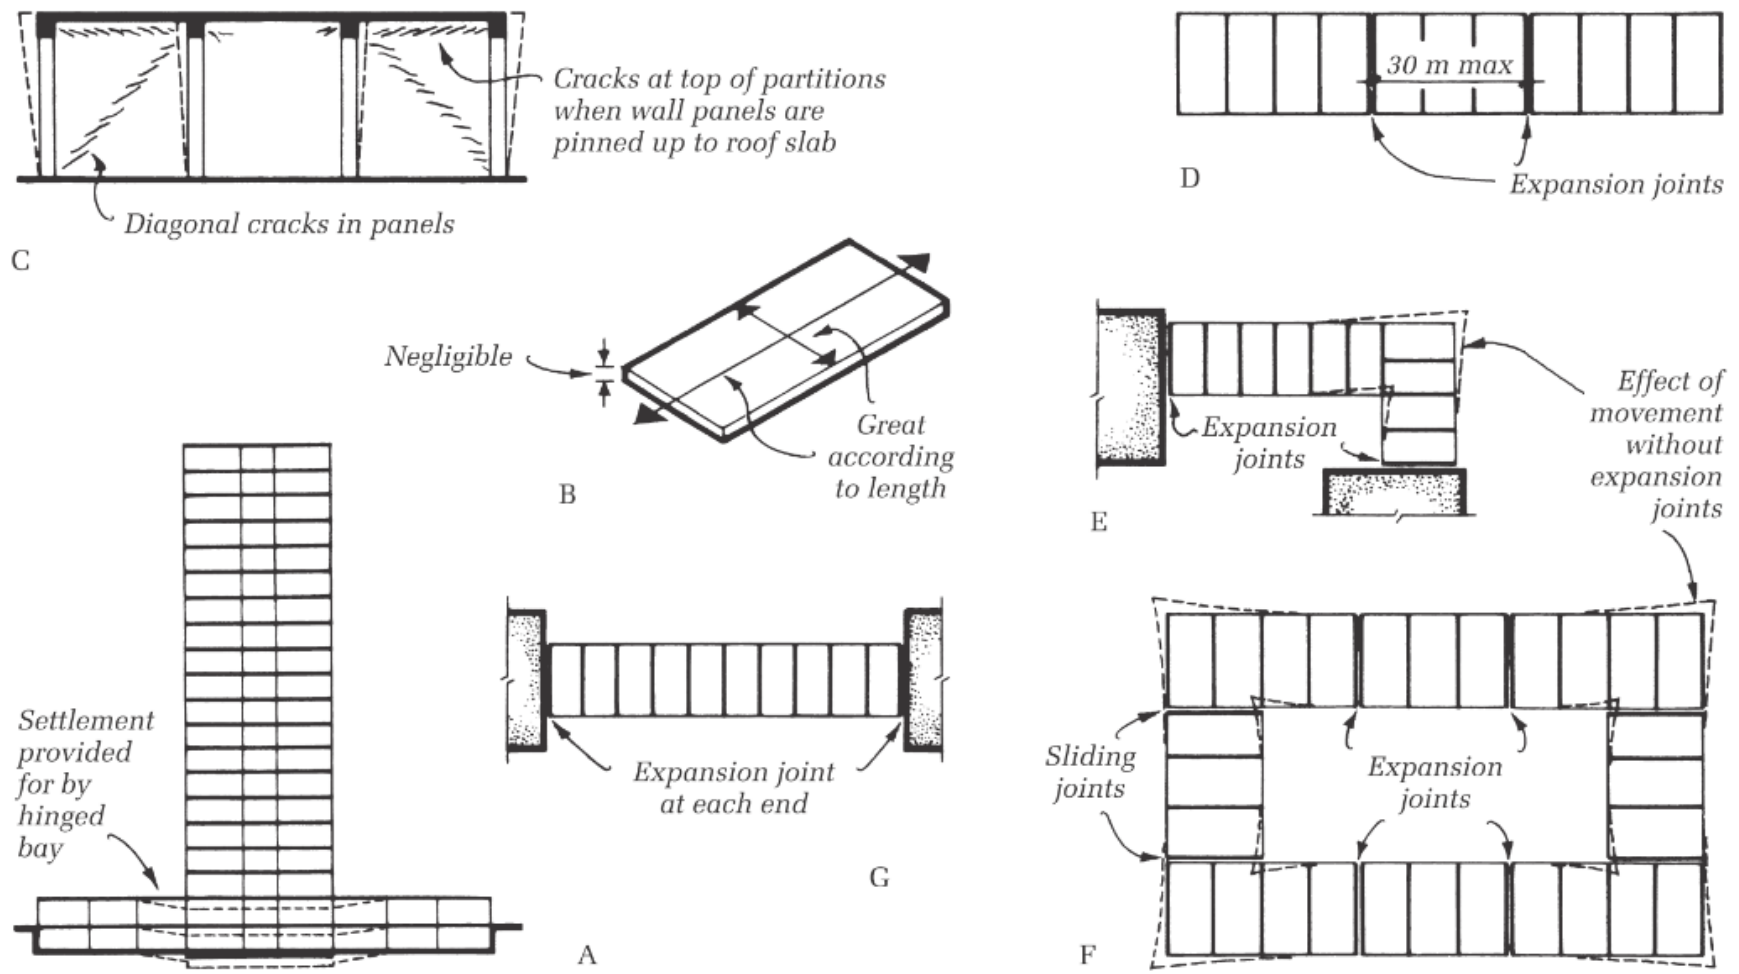 Cracks at top of partitions
when wall panels are
pinned up to roof slab
Diagonal cracks in panels
C
30 m max
Expansion joints
D
Negligible
Great
according
to length
B
Expansion
joints
Effect of
movement
without
expansion
joints
E
Settlement
provided
for by
hinged
bay
A
Expansion joint
at each end
G
Sliding
joints
Expansion
joints
F